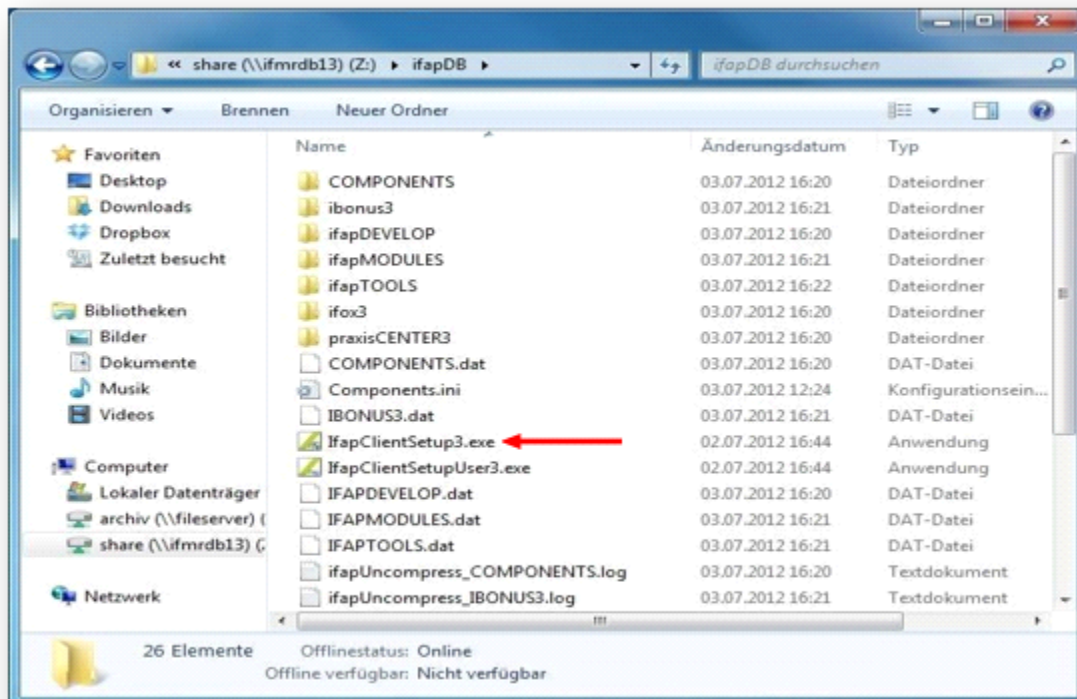 « share (\\ifmrdb13) (Z:) ▸ ifapDB ▸
ifapDB durchsuchen
Organisieren Brennen Neuer Ordner
Favoriten
Desktop
Downloads
Dropbox
Zuletzt besucht
Bibliotheken
Bilder
Dokumente
Musik
Videos
Computer
Lokaler Datenträger
archiv (\\fileserver) (
share (\\ifmrdb13) (
Netzwerk
Name Änderungsdatum Typ
COMPONENTS 03.07.2012 16:20 Dateiordner
ibonus3 03.07.2012 16:21 Dateiordner
ifapDEVELOP 03.07.2012 16:20 Dateiordner
ifapMODULES 03.07.2012 16:21 Dateiordner
ifapTOOLS 03.07.2012 16:22 Dateiordner
ifox3 03.07.2012 16:20 Dateiordner
praxisCENTER3 03.07.2012 16:20 Dateiordner
COMPONENTS.dat 03.07.2012 16:20 DAT-Datei
Components.ini 03.07.2012 12:24 Konfigurationsein...
IBONUS3.dat 03.07.2012 16:21 DAT-Datei
IfapClientSetup3.exe 02.07.2012 16:44 Anwendung
IfapClientSetupUser3.exe 02.07.2012 16:44 Anwendung
IFAPDEVELOP.dat 03.07.2012 16:20 DAT-Datei
IFAPMODULES.dat 03.07.2012 16:21 DAT-Datei
IFAPTOOLS.dat 03.07.2012 16:21 DAT-Datei
ifapUncompress_COMPONENTS.log 03.07.2012 16:20 Textdokument
ifapUncompress_IBONUS3.log 03.07.2012 16:21 Textdokument
26 Elemente Offlinestatus: Online
Offline verfügbar: Nicht verfügbar